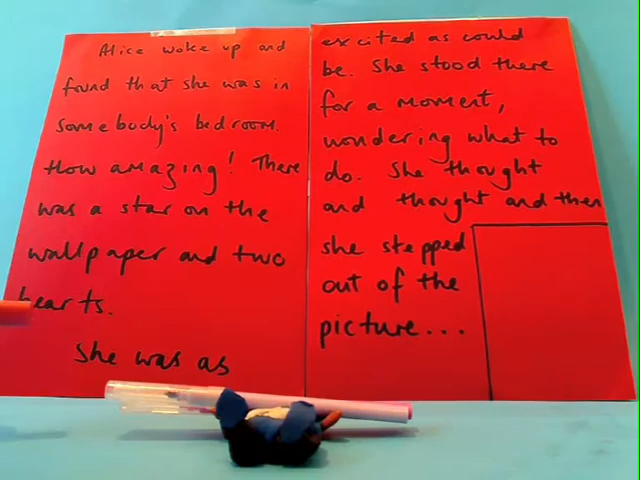 Alice woke up and
found that she was in
somebody's bedroom.
How amazing! There
was a star on the
wallpaper and two
hearts.
She was as
excited as could
be. She stood there
for a moment,
wondering what to
do. She thought
and thought and then
she stepped
out of the
picture...